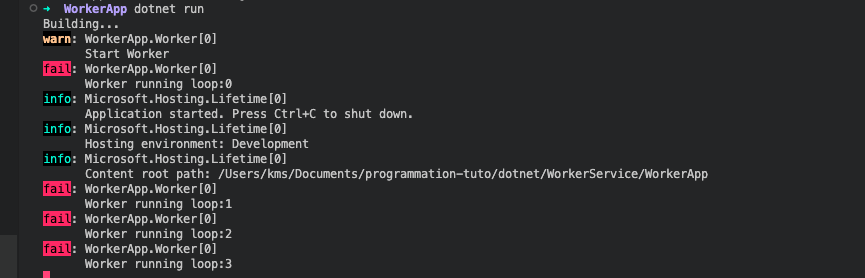 ➜ WorkerApp dotnet run
Building...
warn: WorkerApp.Worker[0]
Start Worker
fail: WorkerApp.Worker[0]
Worker running loop:0
info: Microsoft.Hosting.Lifetime[0]
Application started. Press Ctrl+C to shut down.
info: Microsoft.Hosting.Lifetime[0]
Hosting environment: Development
info: Microsoft.Hosting.Lifetime[0]
Content root path: /Users/kms/Documents/programmation-tuto/dotnet/WorkerService/WorkerApp
fail: WorkerApp.Worker[0]
Worker running loop:1
fail: WorkerApp.Worker[0]
Worker running loop:2
fail: WorkerApp.Worker[0]
Worker running loop:3